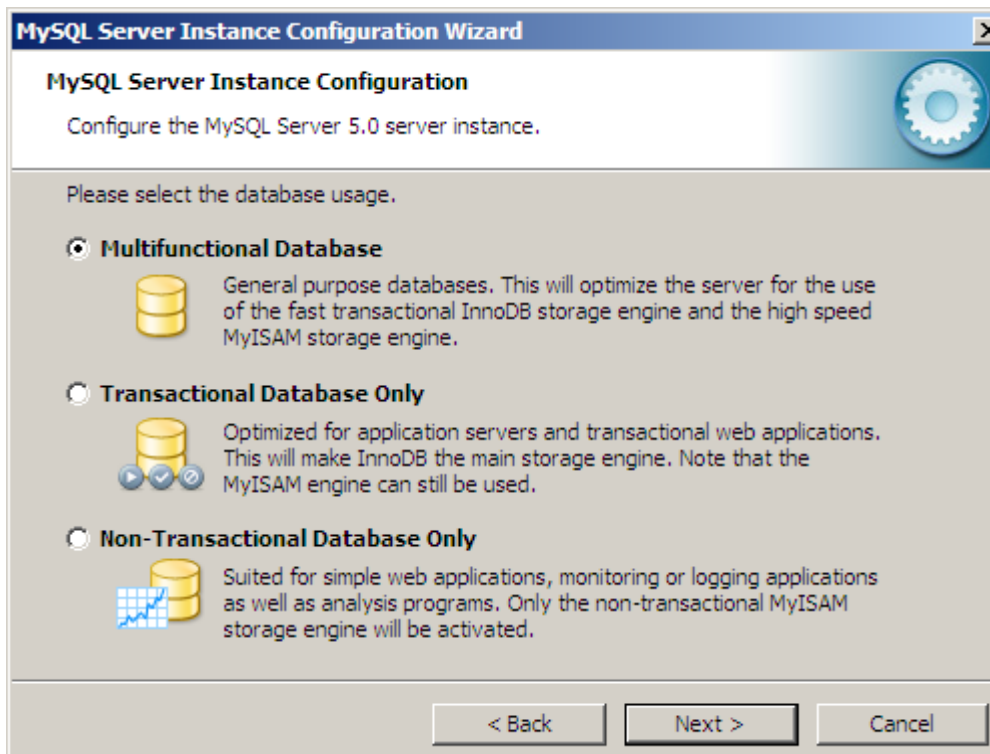 MySQL Server Instance Configuration Wizard
MySQL Server Instance Configuration
Configure the MySQL Server 5.0 server instance.
Please select the database usage.
Multifunctional Database
General purpose databases. This will optimize the server for the use
of the fast transactional InnoDB storage engine and the high speed
MyISAM storage engine.
Transactional Database Only
Optimized for application servers and transactional web applications.
This will make InnoDB the main storage engine. Note that the
MyISAM engine can still be used.
Non-Transactional Database Only
Suited for simple web applications, monitoring or logging applications
as well as analysis programs. Only the non-transactional MyISAM
storage engine will be activated.
< Back
Next >
Cancel